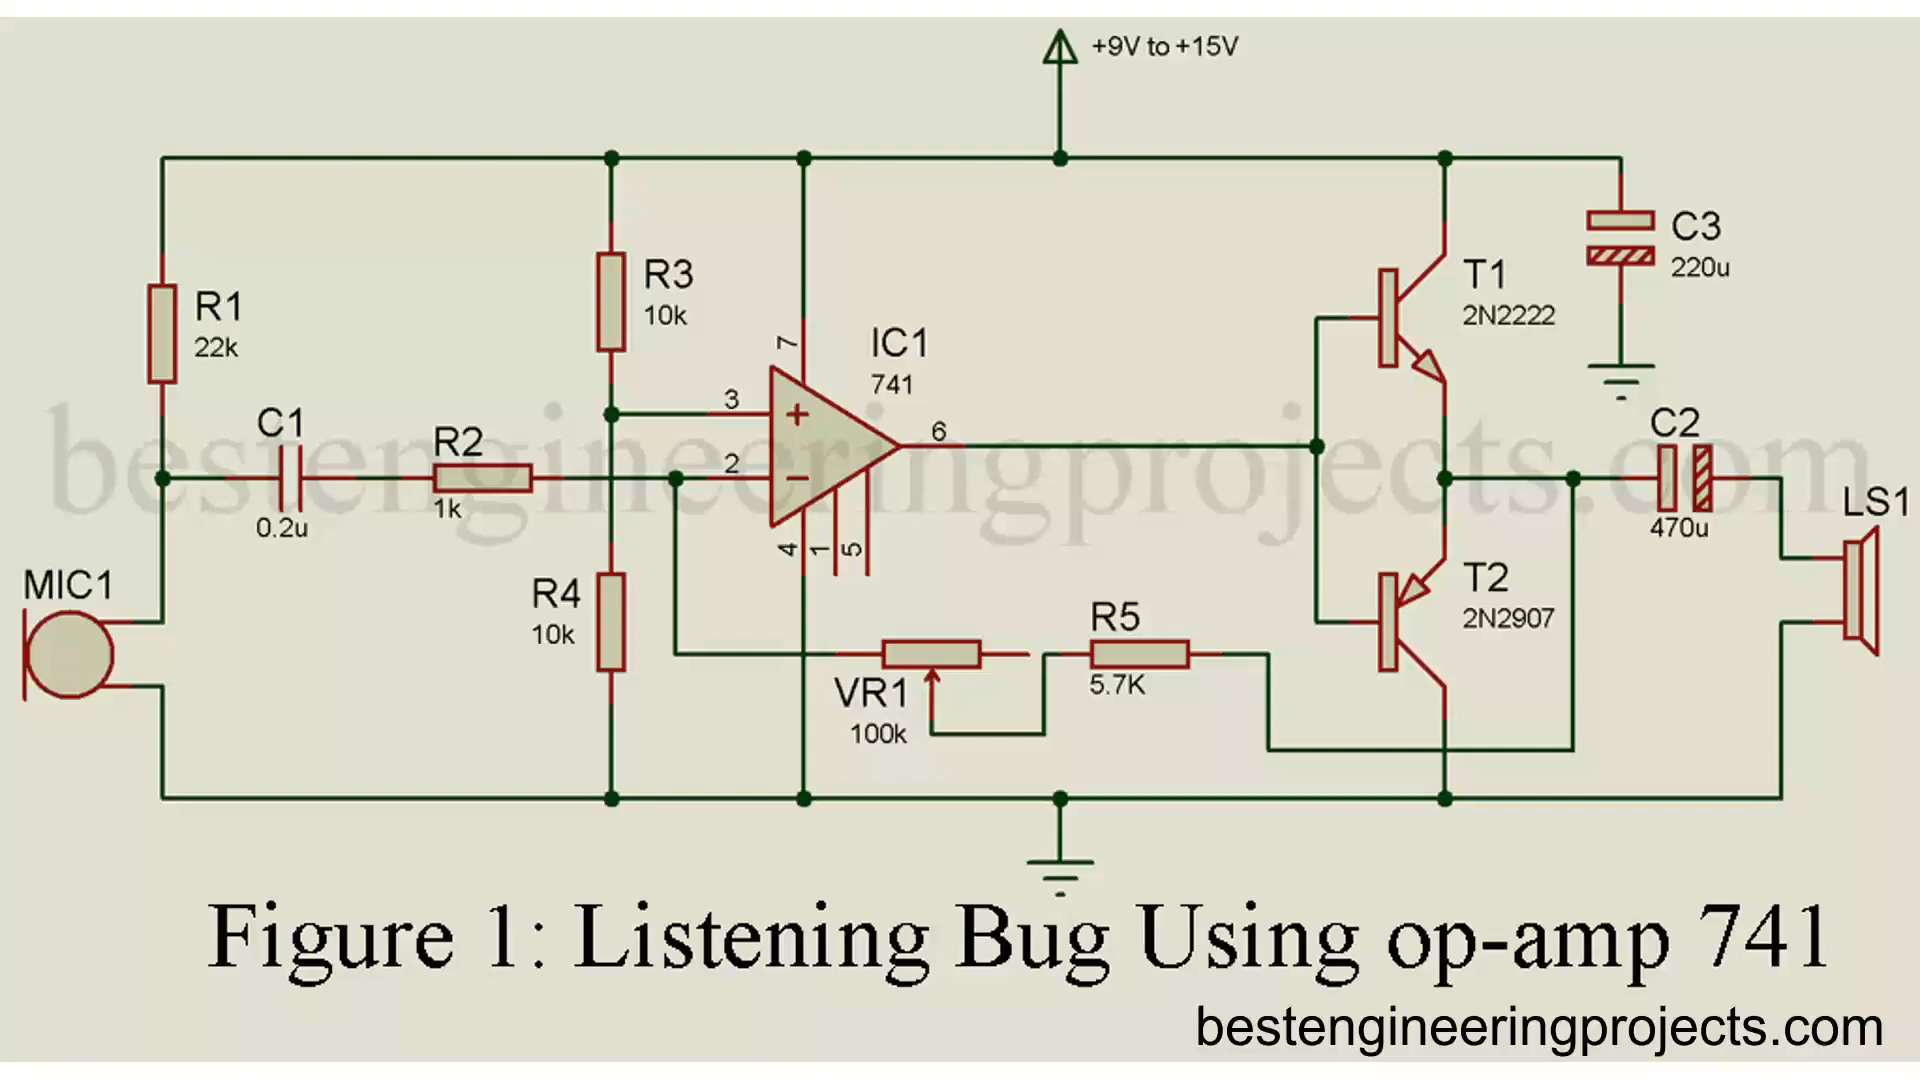 +9V to +15V
R1
22k
R3
10k
7
IC1
741
T1
2N2222
C3
220u
C1
0.2u
R2
1k
3
+
2
−
6
4
1
5
C2
470u
LS1
MIC1
R4
10k
VR1
100k
R5
5.7K
T2
2N2907
bestengineeringprojects.com
Figure 1: Listening Bug Using op-amp 741
bestengineeringprojects.com